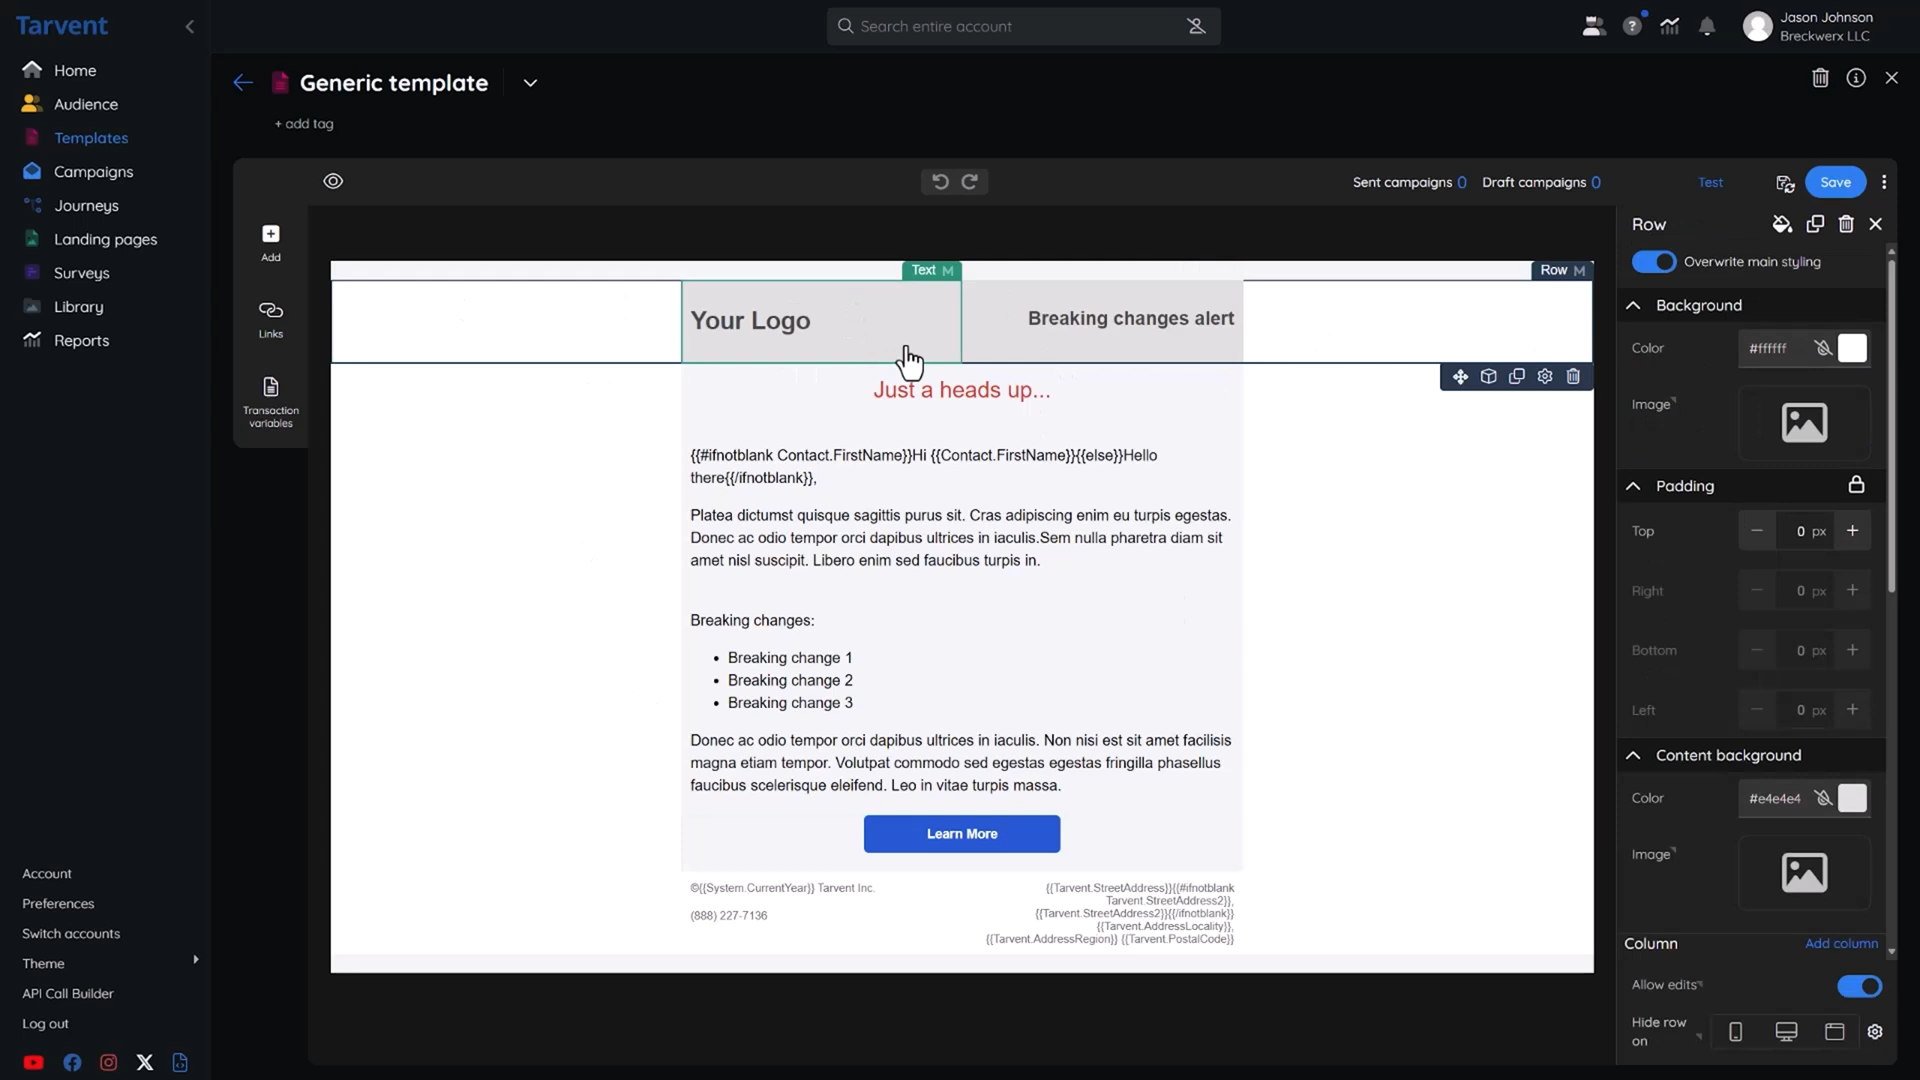 Tarvent
Home
Audience
Templates
Campaigns
Journeys
Landing pages
Surveys
Library
Reports
Account
Preferences
Switch accounts
Theme
API Call Builder
Log out
Search entire account
Jason Johnson
Breckwerx LLC
Generic template
+ add tag
Sent campaigns 0 Draft campaigns 0 Test Save
Add
Links
Transaction
variables
Text M
Row M
Your Logo
Breaking changes alert
Just a heads up...
{{#ifnotblank Contact.FirstName}}Hi {{Contact.FirstName}}{{else}}Hello
there{{/ifnotblank}},
Platea dictumst quisque sagittis purus sit. Cras adipiscing enim eu turpis egestas.
Donec ac odio tempor orci dapibus ultrices in iaculis.Sem nulla pharetra diam sit
amet nisl suscipit. Libero enim sed faucibus turpis in.
Breaking changes:
• Breaking change 1
• Breaking change 2
• Breaking change 3
Donec ac odio tempor orci dapibus ultrices in iaculis. Non nisi est sit amet facilisis
magna etiam tempor. Volutpat commodo sed egestas egestas fringilla phasellus
faucibus scelerisque eleifend. Leo in vitae turpis massa.
Learn More
©{{System.CurrentYear}} Tarvent Inc.
(888) 227-7136
{{Tarvent.StreetAddress}}{{#ifnotblank
Tarvent.StreetAddress2}},
{{Tarvent.StreetAddress2}}{{/ifnotblank}}
{{Tarvent.AddressLocality}},
{{Tarvent.AddressRegion}} {{Tarvent.PostalCode}}
Row
Overwrite main styling
Background
Color #ffffff
Image
Padding
Top 0 px
Right 0 px
Bottom 0 px
Left 0 px
Content background
Color #e4e4e4
Image
Column Add column
Allow edits
Hide row
on